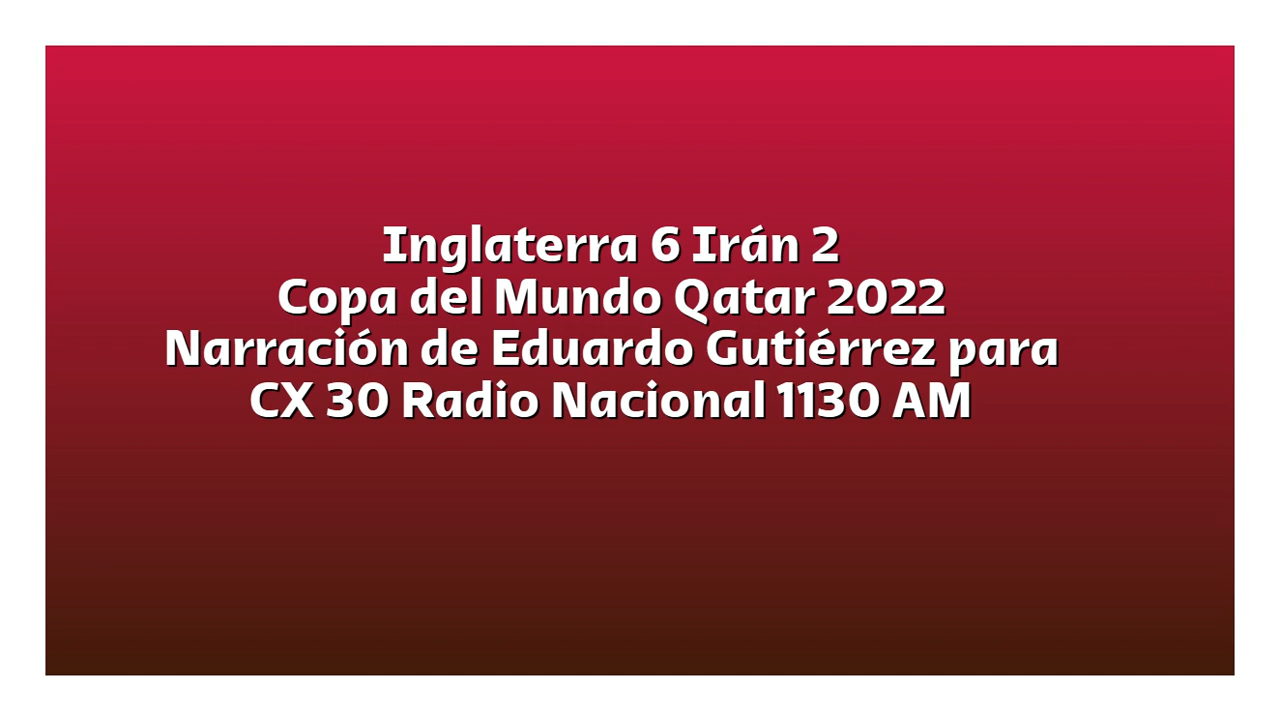 Inglaterra 6 Irán 2
Copa del Mundo Qatar 2022
Narración de Eduardo Gutiérrez para
CX 30 Radio Nacional 1130 AM